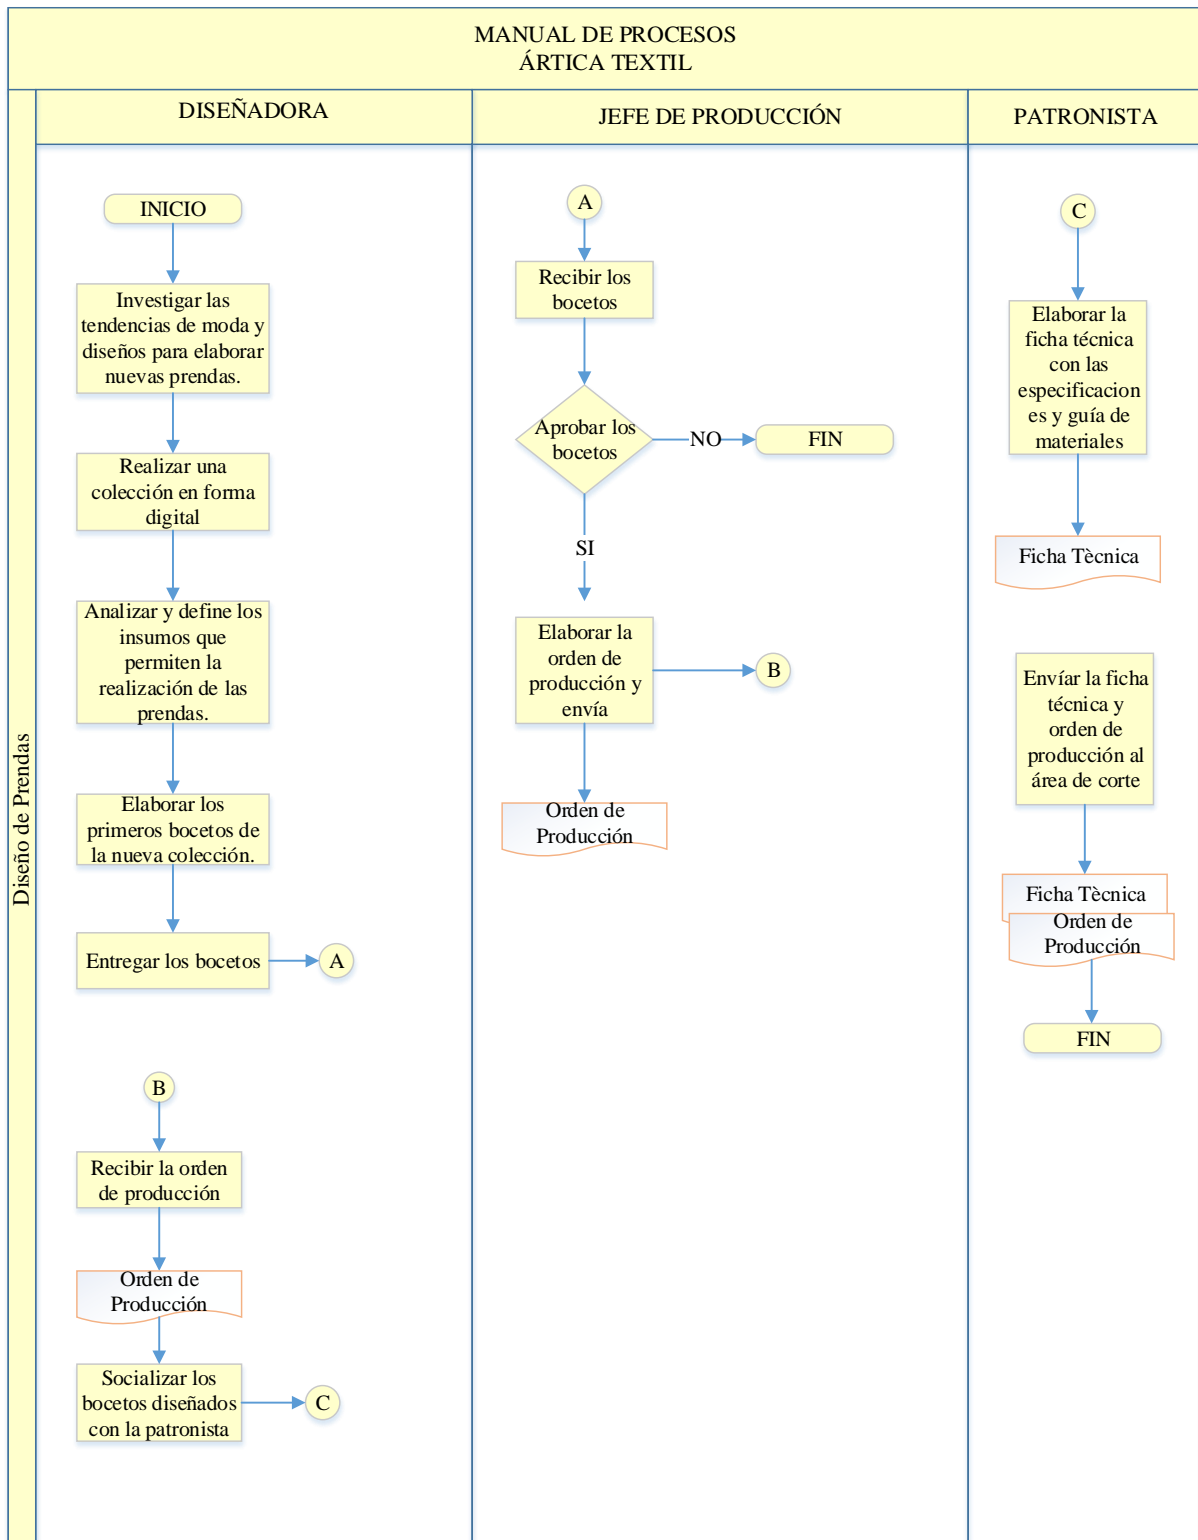 MANUAL DE PROCESOS
ÁRTICA TEXTIL
DISEÑADORA
JEFE DE PRODUCCIÓN
PATRONISTA
Diseño de Prendas
INICIO
Investigar las
tendencias de moda y
diseños para elaborar
nuevas prendas.
Realizar una
colección en forma
digital
Analizar y define los
insumos que
permiten la
realización de las
prendas.
Elaborar los
primeros bocetos de
la nueva colección.
Entregar los bocetos
A
B
Recibir la orden
de producción
Orden de
Producción
Socializar los
bocetos diseñados
con la patronista
C
A
Recibir los
bocetos
Aprobar los
bocetos
NO
FIN
SI
Elaborar la
orden de
producción y
envía
B
Orden de
Producción
C
Elaborar la
ficha técnica
con las
especificacion
es y guía de
materiales
Ficha Tècnica
Envíar la ficha
técnica y
orden de
producción al
área de corte
Ficha Tècnica
Orden de
Producción
FIN